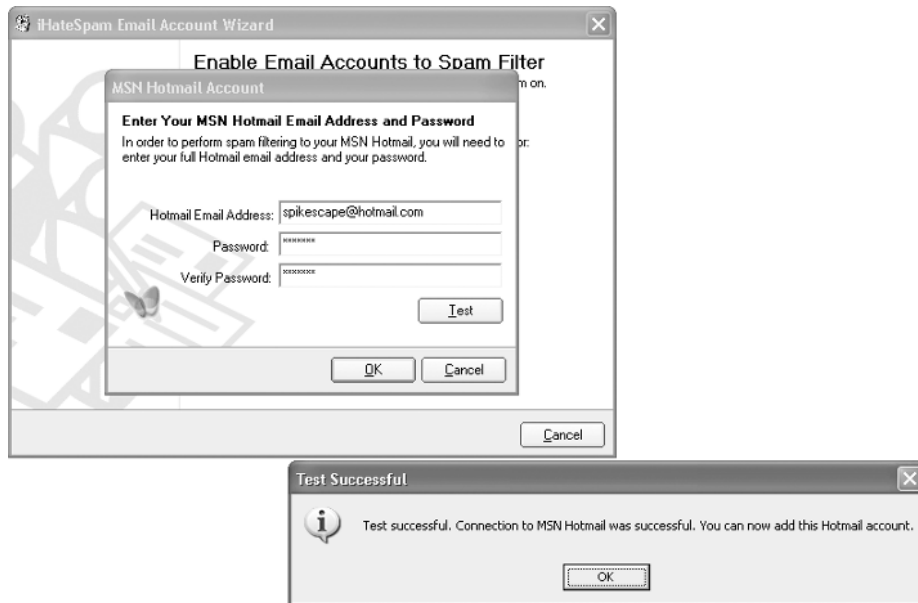 iHateSpam Email Account Wizard
Enable Email Accounts to Spam Filter
m on.
MSN Hotmail Account
Enter Your MSN Hotmail Email Address and Password
In order to perform spam filtering to your MSN Hotmail, you will need to
or:
enter your full Hotmail email address and your password.
Hotmail Email Address: spikescape@hotmail.com
Password: xxxxxxx
Verify Password: xxxxxxx
Test
OK Cancel
Cancel
Test Successful
Test successful. Connection to MSN Hotmail was successful. You can now add this Hotmail account.
OK